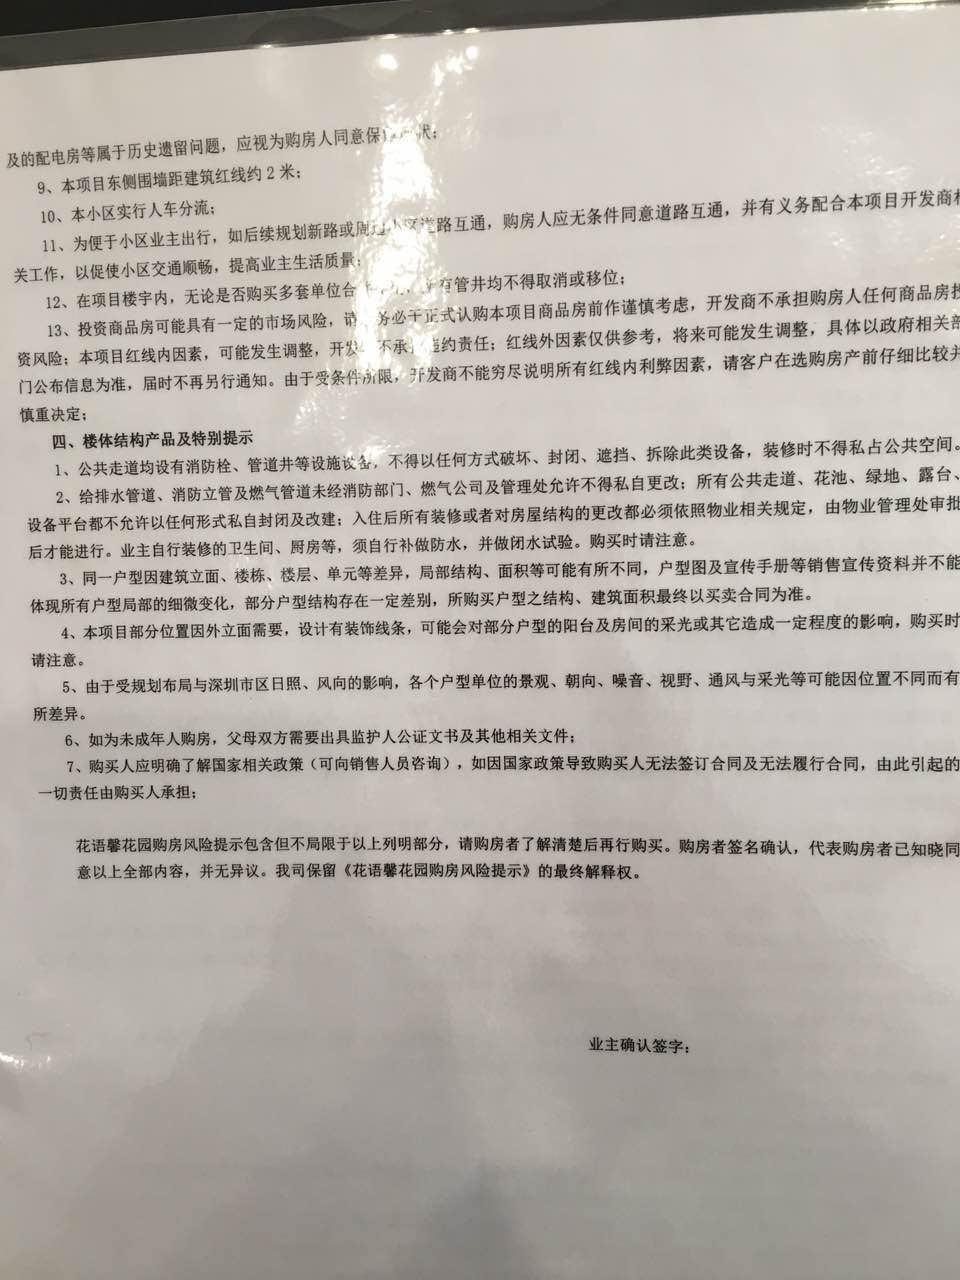 及的配电房等属于历史遗留问题，应视为购房人同意保 状；
9、本项目东侧围墙距建筑红线约 2 米；
10、本小区实行人车分流；
11、为便于小区业主出行，如后续规划新路或周边小区道路互通，购房人应无条件同意道路互通，并有义务配合本项目开发商相
关工作，以促使小区交通顺畅，提高业主生活质量；
12、在项目楼宇内，无论是否购买多套单位合 有管井均不得取消或移位；
13、投资商品房可能具有一定的市场风险，请 务必于正式认购本项目商品房前作谨慎考虑，开发商不承担购房人任何商品房投
资风险；本项目红线内因素，可能发生调整，开发 不承 违约责任；红线外因素仅供参考，将来可能发生调整，具体以政府相关部
门公布信息为准，届时不再另行通知。由于受条件所限，开发商不能穷尽说明所有红线内利弊因素，请客户在选购房产前仔细比较并
慎重决定；
四、楼体结构产品及特别提示
1、公共走道均设有消防栓、管道井等设施设备，不得以任何方式破坏、封闭、遮挡、拆除此类设备，装修时不得私占公共空间。
2、给排水管道、消防立管及燃气管道未经消防部门、燃气公司及管理处允许不得私自更改；所有公共走道、花池、绿地、露台、
设备平台都不允许以任何形式私自封闭及改建；入住后所有装修或者对房屋结构的更改都必须依照物业相关规定，由物业管理处审批
后才能进行。业主自行装修的卫生间、厨房等，须自行补做防水，并做闭水试验。购买时请注意。
3、同一户型因建筑立面、楼栋、楼层、单元等差异，局部结构、面积等可能有所不同，户型图及宣传手册等销售宣传资料并不能
体现所有户型局部的细微变化，部分户型结构存在一定差别，所购买户型之结构、建筑面积最终以买卖合同为准。
4、本项目部分位置因外立面需要，设计有装饰线条，可能会对部分户型的阳台及房间的采光或其它造成一定程度的影响，购买时
请注意。
5、由于受规划布局与深圳市区日照、风向的影响，各个户型单位的景观、朝向、噪音、视野、通风与采光等可能因位置不同而有
所差异。
6、如为未成年人购房，父母双方需要出具监护人公证文书及其他相关文件；
7、购买人应明确了解国家相关政策（可向销售人员咨询），如因国家政策导致购买人无法签订合同及无法履行合同，由此引起的
一切责任由购买人承担；
花语馨花园购房风险提示包含但不局限于以上列明部分，请购房者了解清楚后再行购买。购房者签名确认，代表购房者已知晓同
意以上全部内容，并无异议。我司保留《花语馨花园购房风险提示》的最终解释权。
业主确认签字：